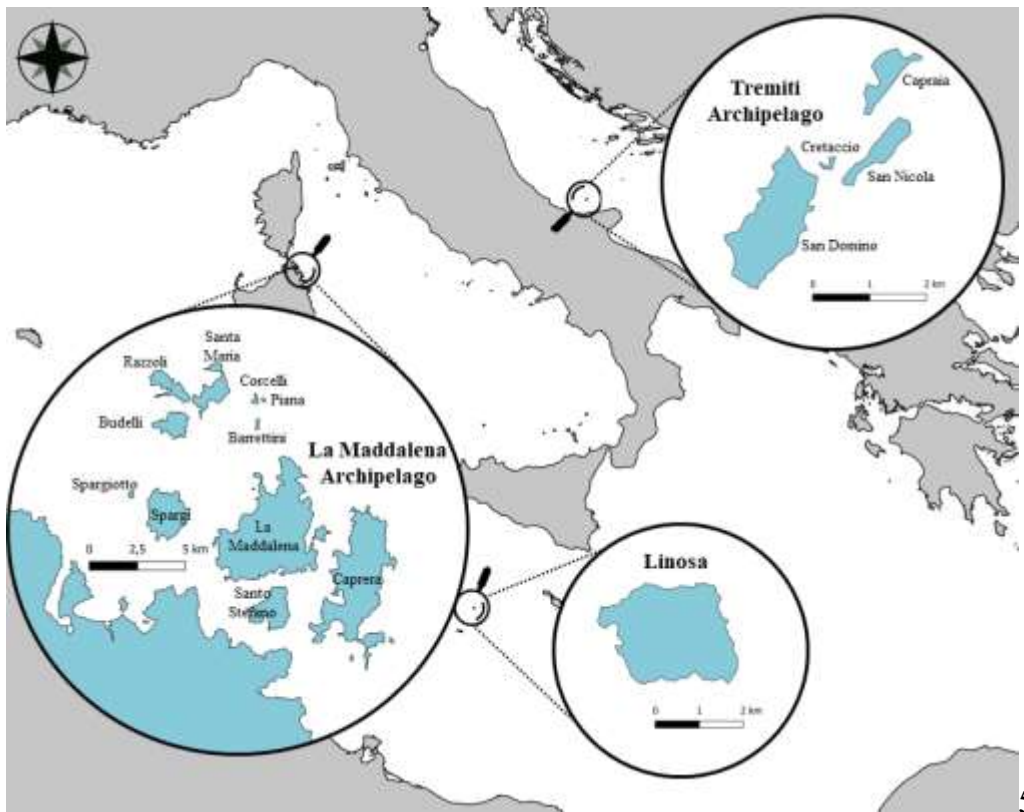 Tremiti
Archipelago
Capraia
Cretaccio
San Nicola
San Domino
0 1 2 km
Santa
Maria
Razzoli
Corcelli
Piana
Budelli
Barrettini
La Maddalena
Archipelago
Spargiotto
Spargi
La
Maddalena
0 2,5 5 km
Caprera
Santo
Stefano
Linosa
0 1 2 km